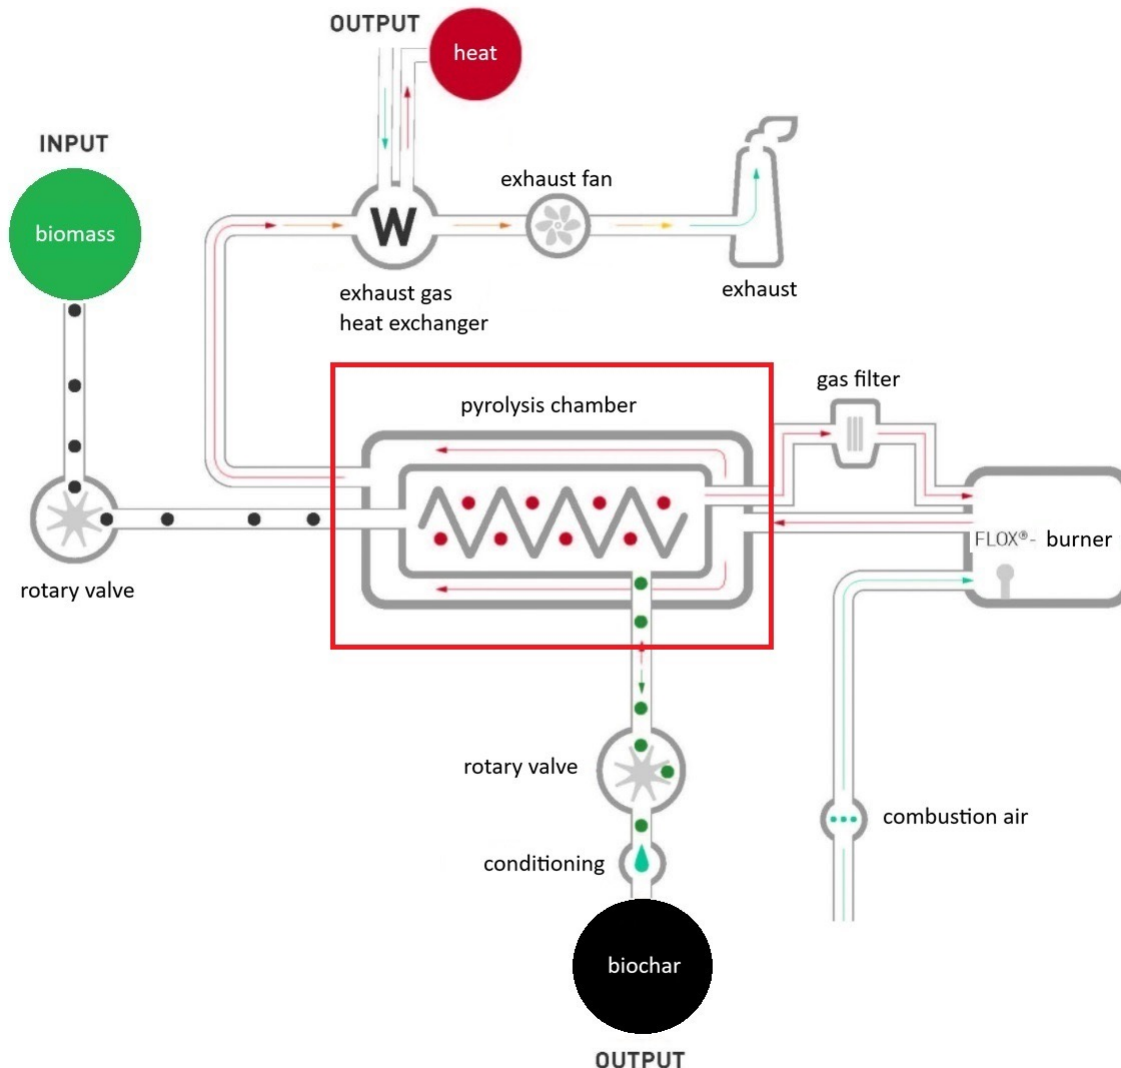 OUTPUT
heat
INPUT
biomass
exhaust fan
W
exhaust gas
heat exchanger
exhaust
rotary valve
pyrolysis chamber
gas filter
FLOX®- burner
rotary valve
combustion air
conditioning
biochar
OUTPUT